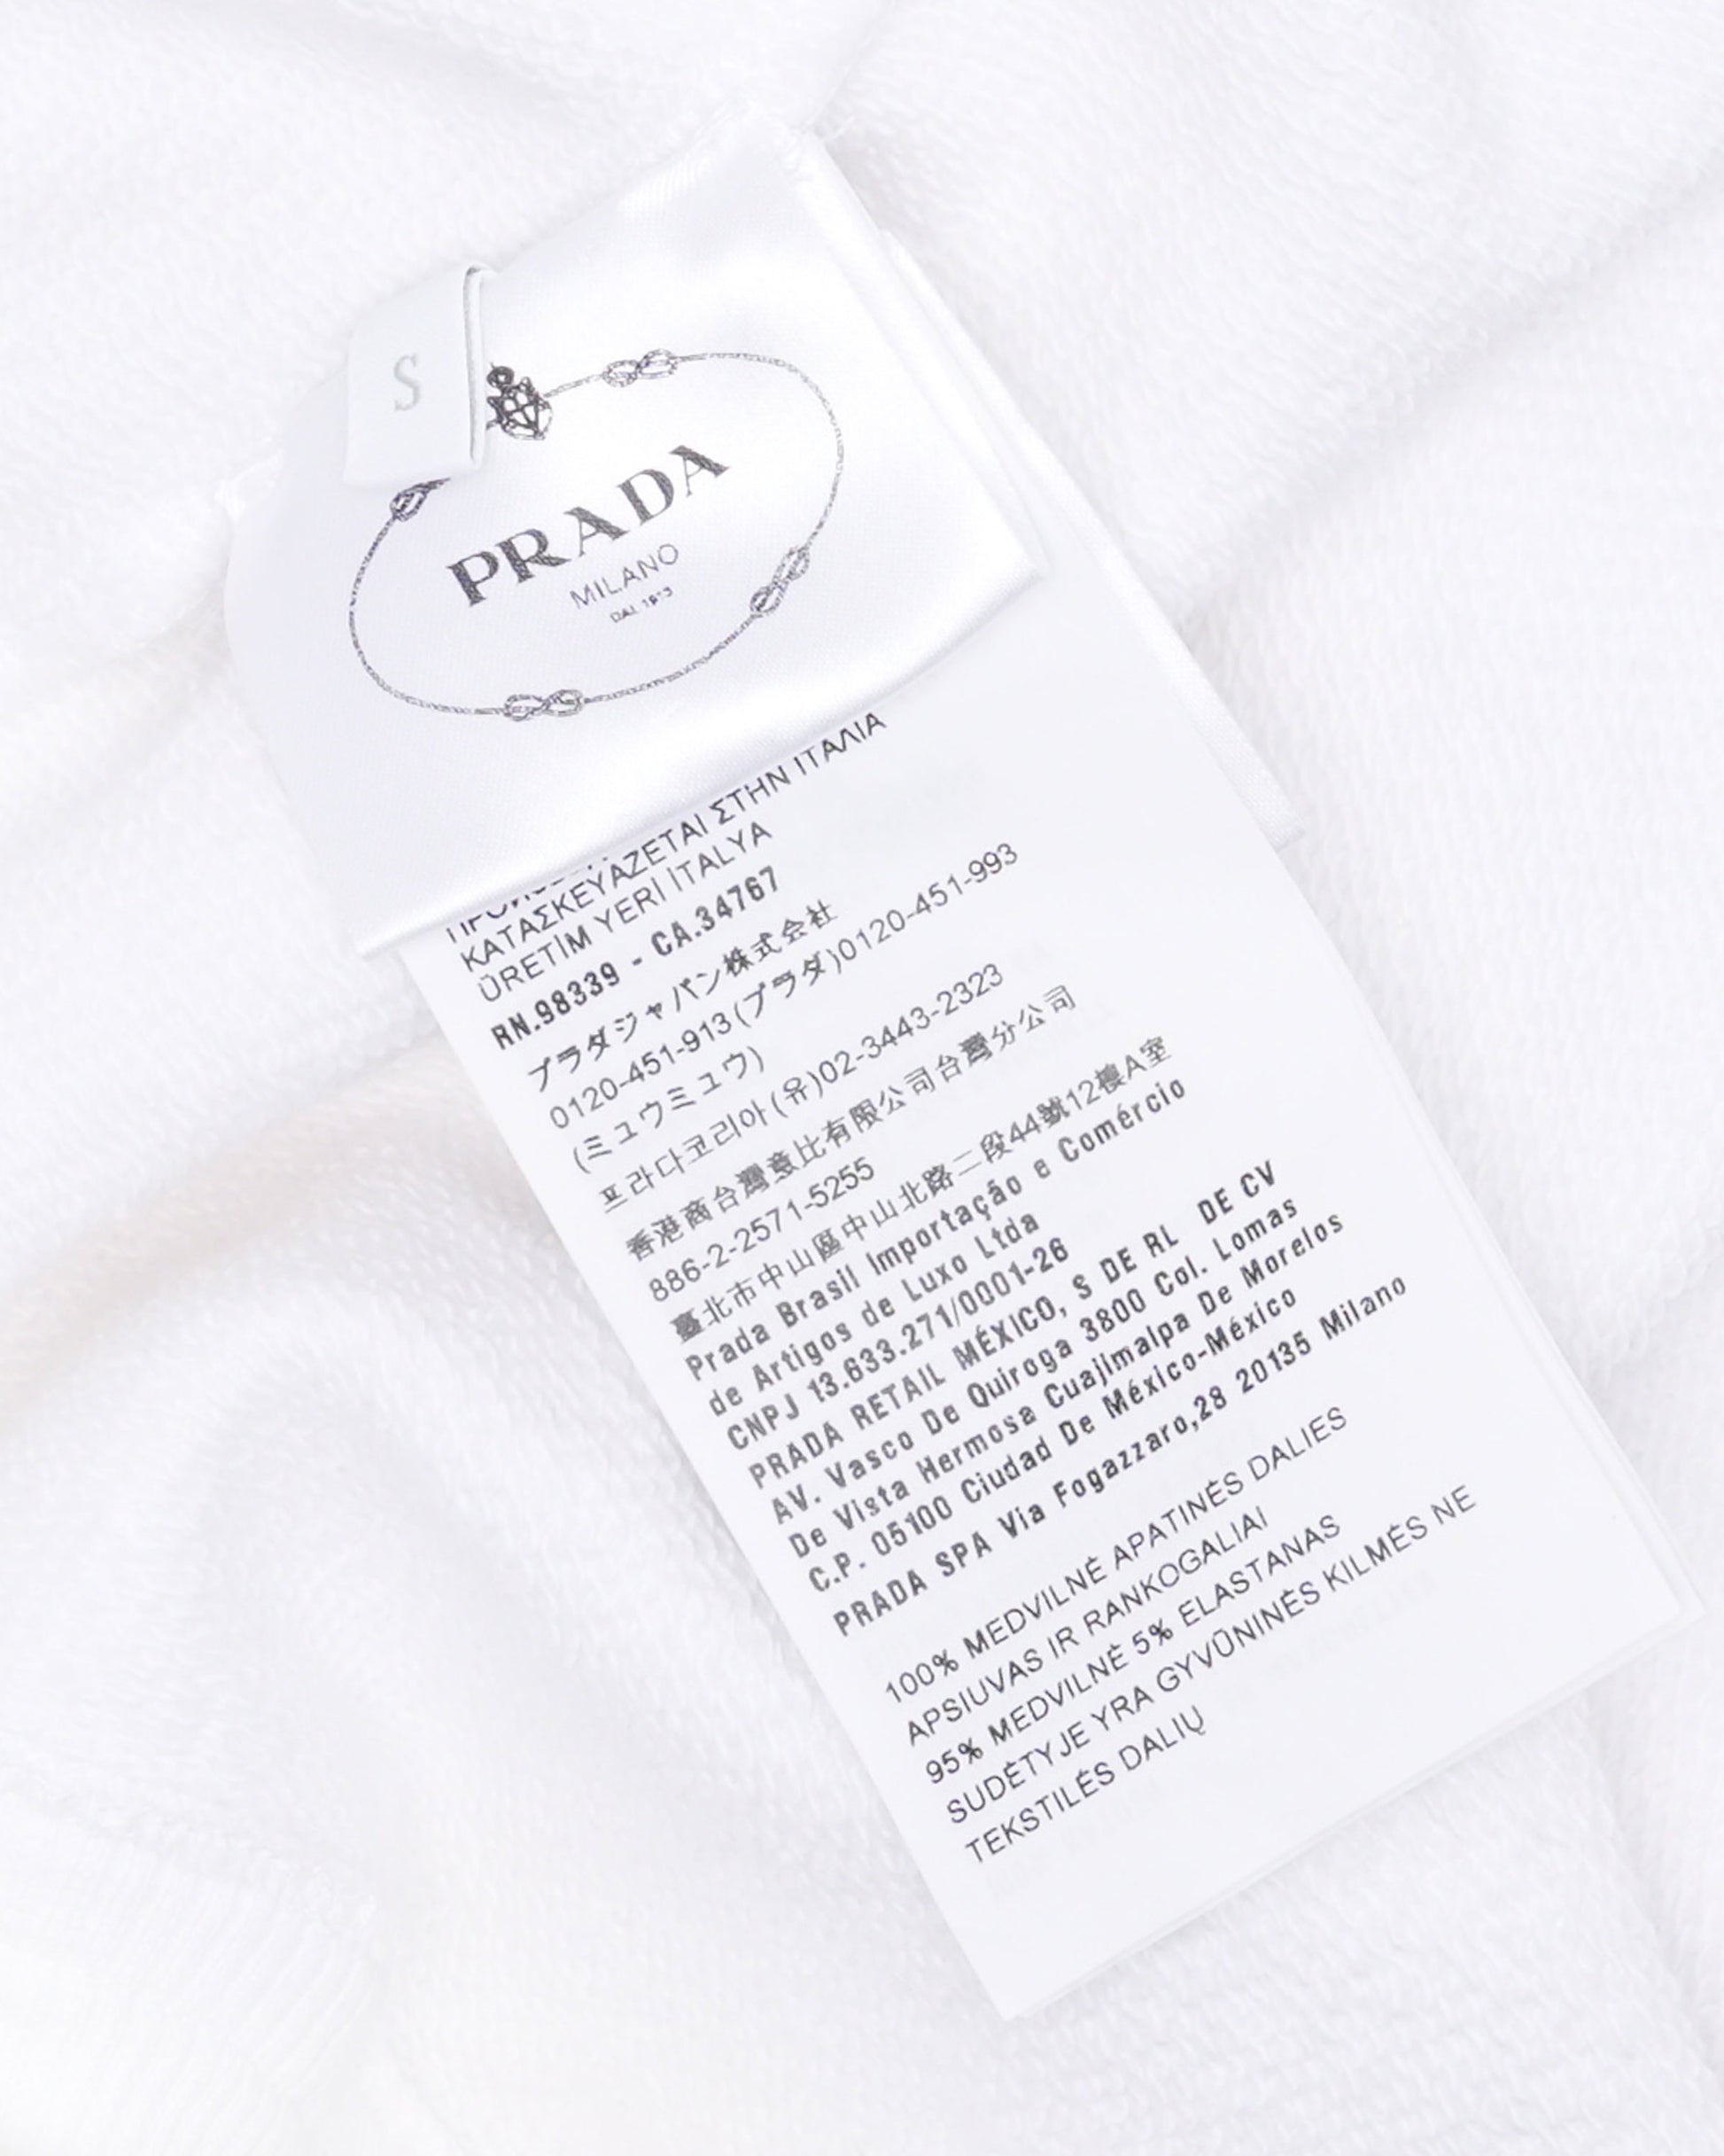 S
PRADA
MILANO
DAL 1913
ΚΑΤΑΣΚΕΥΑΖΕΤΑΙ ΣΤΗΝ ΙΤΑΛΙΑ
ÜRETİM YERİ İTALYA
RN.98339 - CA.34767
プラダジャパン株式会社
0120-451-913(プラダ)0120-451-993
(ミュウミュウ)
프라다코리아(유)02-3443-2323
香港商台灣意比有限公司台灣分公司
886-2-2571-5255
臺北市中山區中山北路二段44號12樓A室
Prada Brasil Importação e Comércio
de Artigos de Luxo Ltda
CNPJ 13.633.271/0001-26
PRADA RETAIL MÉXICO, S DE RL DE CV
AV. Vasco De Quiroga 3800 Col. Lomas
De Vista Hermosa Cuajimalpa De Morelos
C.P. 05100 Ciudad De México-México
PRADA SPA Via Fogazzaro,28 20135 Milano
100% MEDVILNĖ APATINĖS DALIES
APSIUVAS IR RANKOGALIAI
95% MEDVILNĖ 5% ELASTANAS
SUDĖTYJE YRA GYVŪNINĖS KILMĖS NE
TEKSTILĖS DALIŲ